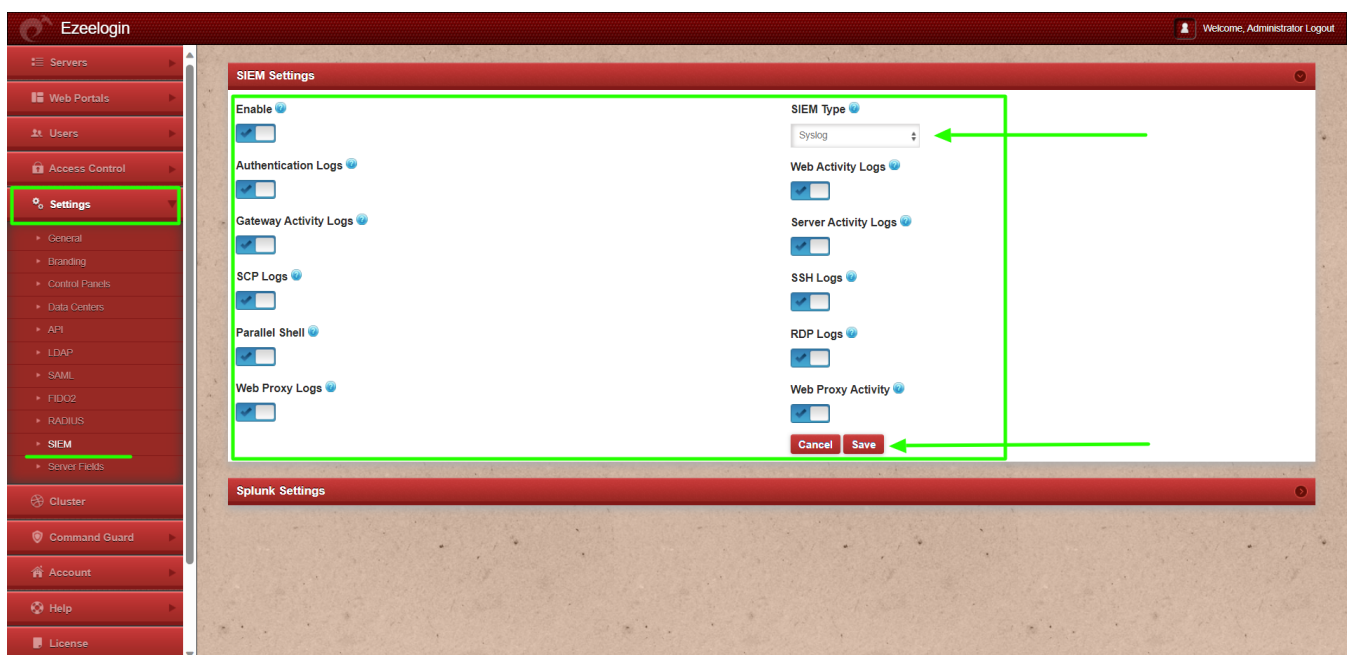 Ezeelogin
Welcome, Administrator Logout
Servers
Web Portals
Users
Access Control
Settings
General
Branding
Control Panels
Data Centers
API
LDAP
SAML
FIDO2
RADIUS
SIEM
Server Fields
Cluster
Command Guard
Account
Help
License
SIEM Settings
Enable
SIEM Type
Syslog
Authentication Logs
Web Activity Logs
Gateway Activity Logs
Server Activity Logs
SCP Logs
SSH Logs
Parallel Shell
RDP Logs
Web Proxy Logs
Web Proxy Activity
Cancel Save
Splunk Settings